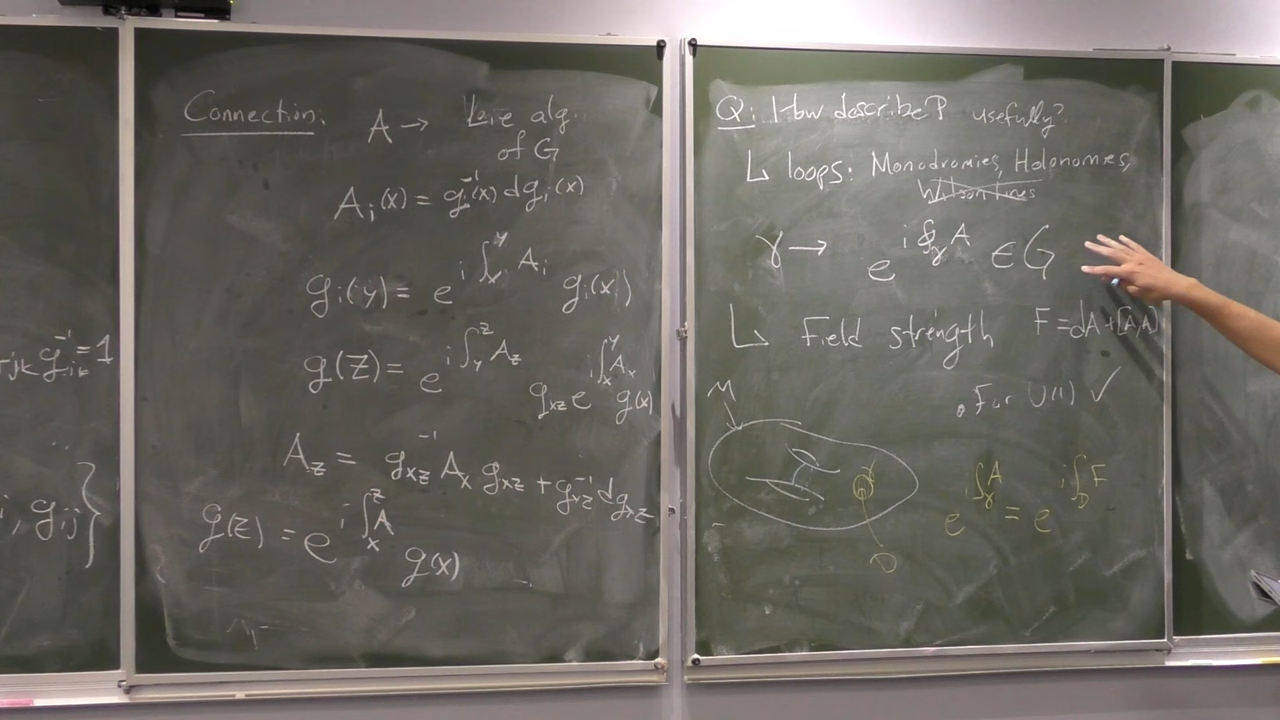 g_{ik}^{-1} = 1
g_{ij} }
Connection: A → Lie alg. of G
A_i(x) = g_i^{-1}(x) dg_i(x)
g_i(y) = e^{i∫_x^y A_i} g_i(x)
g(z) = e^{i∫_y^z A_z} g_{xz} e^{i∫_x^y A_x} g(x)
A_z = g_{xz}^{-1} A_x g_{xz} + g_{xz}^{-1} dg_{xz}
g(z) = e^{i∫_x^z A} g(x)
Q: How describe? usefully?
↳ loops: Monodromies, Holonomies,
Wilson lines
γ → e^{i∮_γ A} ∈ G
↳ Field strength F = dA + [A,A]
• For U(1) ✓
M
γ
D
e^{i∫_γ A} = e^{i∫_D F}